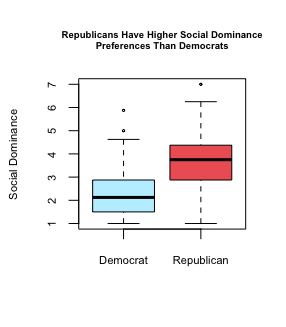 Republicans Have Higher Social Dominance
Preferences Than Democrats
Social Dominance
7
6
5
4
3
2
1
Democrat
Republican